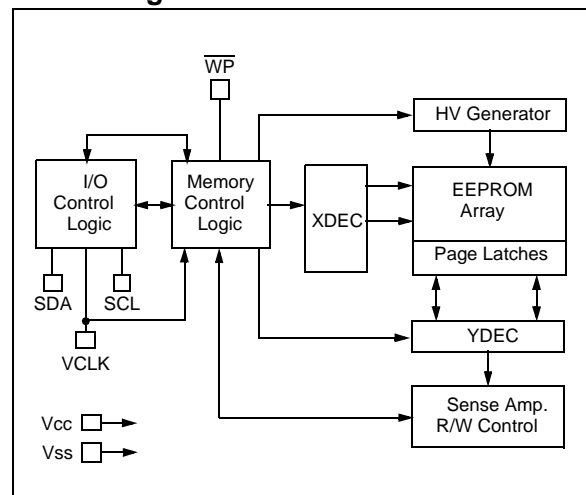 WP
HV Generator
I/O
Control
Logic
Memory
Control
Logic
XDEC
EEPROM
Array
Page Latches
SDA
SCL
VCLK
YDEC
Sense Amp.
R/W Control
Vcc
Vss